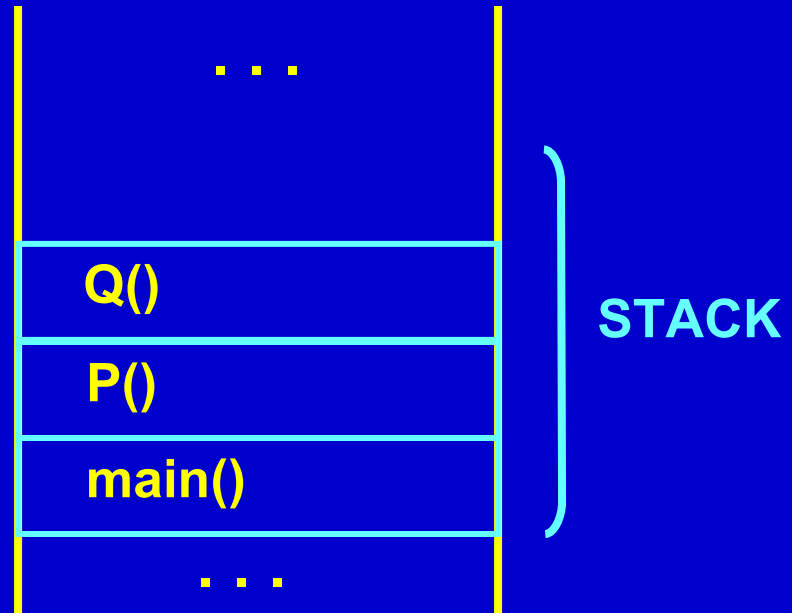 . . .
Q()
STACK
P()
main()
. . .